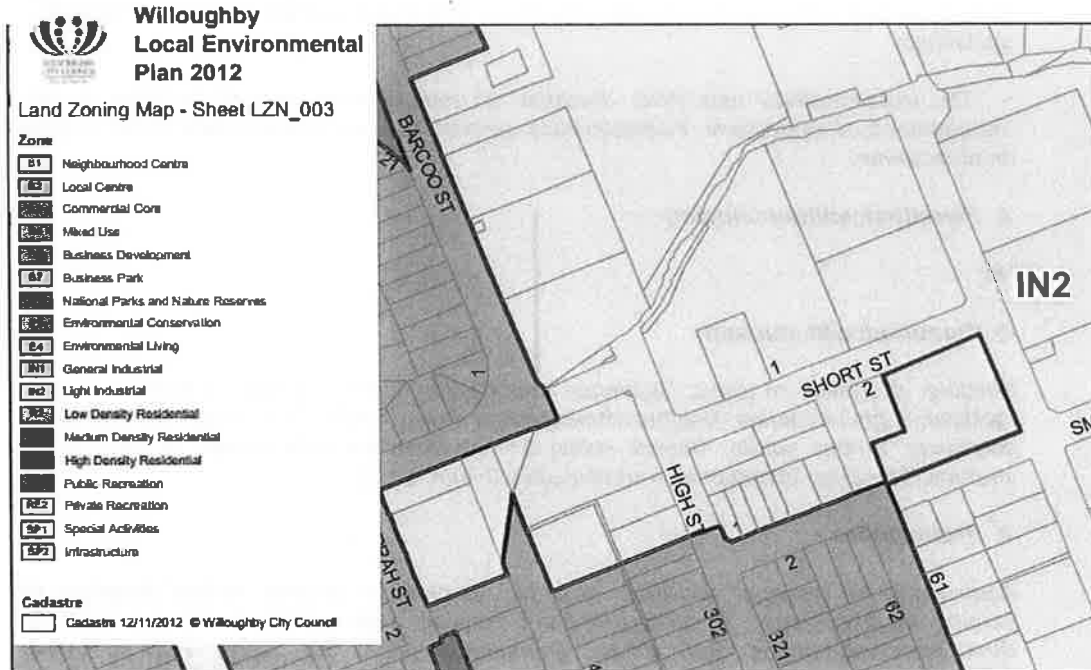 Willoughby
Local Environmental
Plan 2012
Land Zoning Map - Sheet LZN_003
Zone
B1 Neighbourhood Centre
B2 Local Centre
Commercial Core
Mixed Use
Business Development
B7 Business Park
National Parks and Nature Reserves
Environmental Conservation
E4 Environmental Living
IN1 General Industrial
IN2 Light Industrial
Low Density Residential
Medium Density Residential
High Density Residential
Public Recreation
RE2 Private Recreation
SP1 Special Activities
SP2 Infrastructure
Cadastre
Cadastre 12/11/2012 © Willoughby City Council
BARCOO ST
21
1
IN2
1
SHORT ST
2
HIGH ST
1
2
302
321
62
61
2